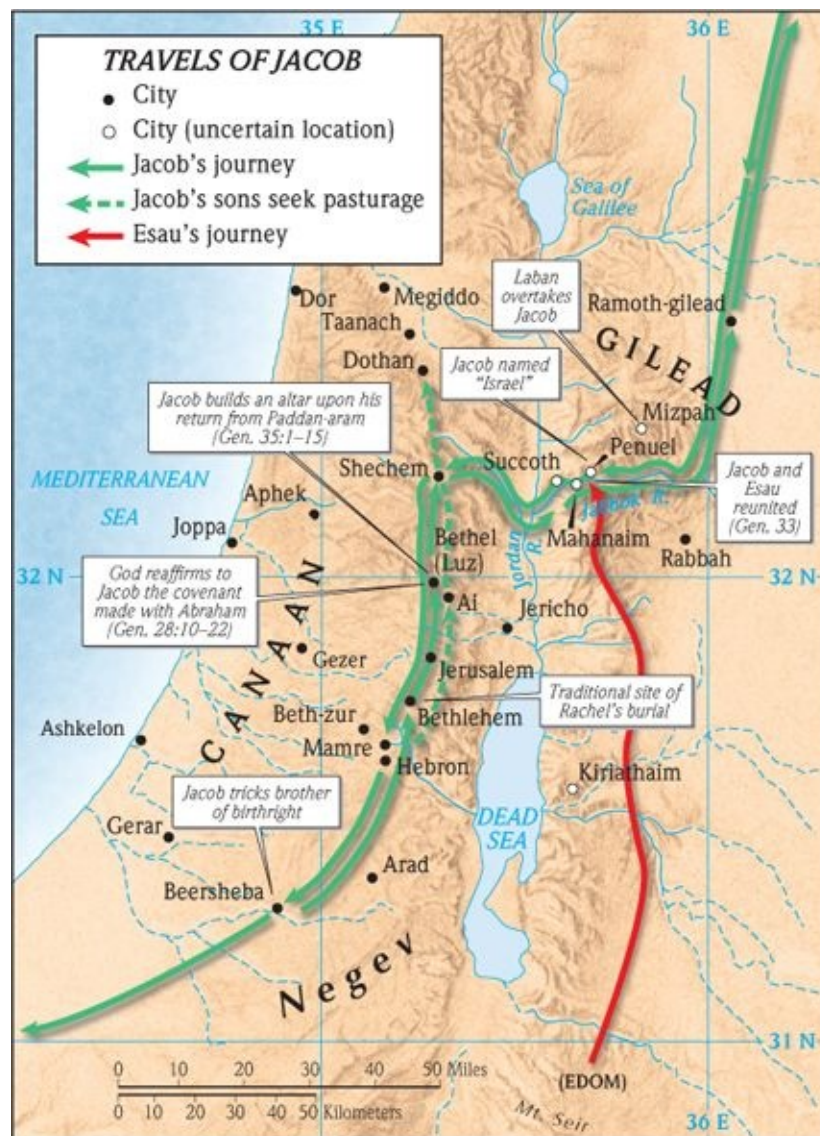 35 E
36 E
TRAVELS OF JACOB
City
City (uncertain location)
Jacob's journey
Jacob's sons seek pasturage
Esau's journey
Sea of
Galilee
Laban
overtakes
Jacob
Dor
Megiddo
Taanach
Ramoth-gilead
GILEAD
Dothan
Jacob named
"Israel"
Jacob builds an altar upon his
return from Paddan-aram
(Gen. 35:1–15)
Mizpah
Penuel
Shechem
Succoth
Jacob and
Esau
reunited
(Gen. 33)
MEDITERRANEAN
SEA
Aphek
Jabbok R.
Joppa
Mahanaim
Rabbah
Bethel
(Luz)
Jordan
R.
32 N
32 N
God reaffirms to
Jacob the covenant
made with Abraham
(Gen. 28:10–22)
Ai
Jericho
CANAAN
Gezer
Jerusalem
Traditional site of
Rachel's burial
Bethlehem
Beth-zur
Ashkelon
Mamre
Hebron
Kiriathaim
Jacob tricks brother
of birthright
DEAD
SEA
Gerar
Arad
Beersheba
Negev
31 N
0 10 20 30 40 50 Miles
0 10 20 30 40 50 Kilometers
(EDOM)
Mt. Seir
36 E